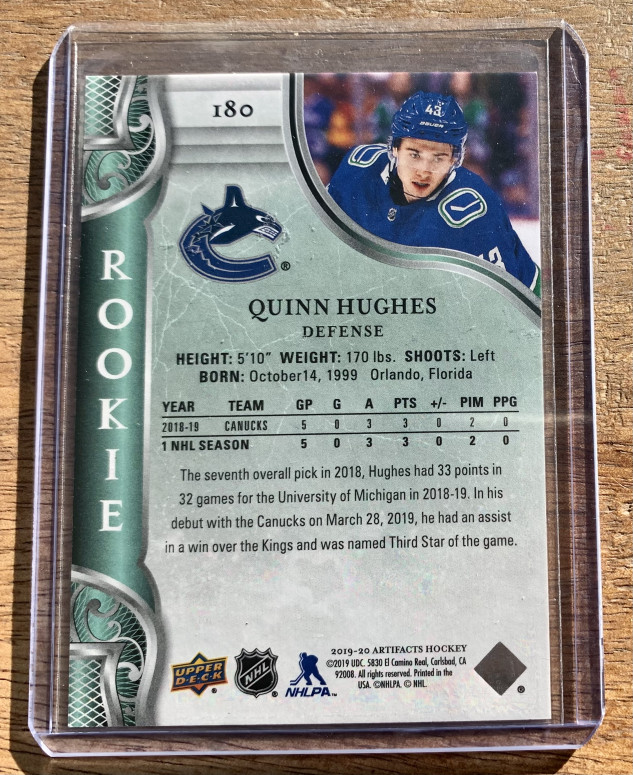 180
43
BAUER
43
ROOKIE
®
QUINN HUGHES
DEFENSE
HEIGHT: 5'10" WEIGHT: 170 lbs. SHOOTS: Left
BORN: October14, 1999 Orlando, Florida
YEAR TEAM GP G A PTS +/- PIM PPG
2018-19 CANUCKS 5 0 3 3 0 2 0
1 NHL SEASON 5 0 3 3 0 2 0
The seventh overall pick in 2018, Hughes had 33 points in
32 games for the University of Michigan in 2018-19. In his
debut with the Canucks on March 28, 2019, he had an assist
in a win over the Kings and was named Third Star of the game.
UPPER
D·E·C·K
®
NHL
®
NHLPA™
2019-20 ARTIFACTS HOCKEY
©2019 UDC. 5830 El Camino Real, Carlsbad, CA
92008. All rights reserved. Printed in the
USA. ©NHLPA. © NHL.
®